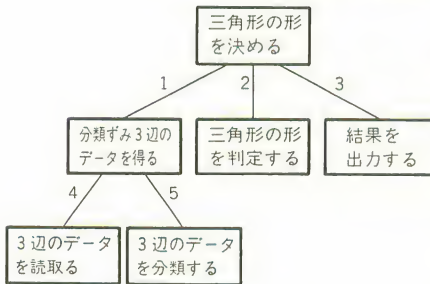 三角形の形
を決める
1
2
3
分類ずみ3辺の
データを得る
三角形の形
を判定する
結果を
出力する
4
5
3辺のデータ
を読取る
3辺のデータ
を分類する